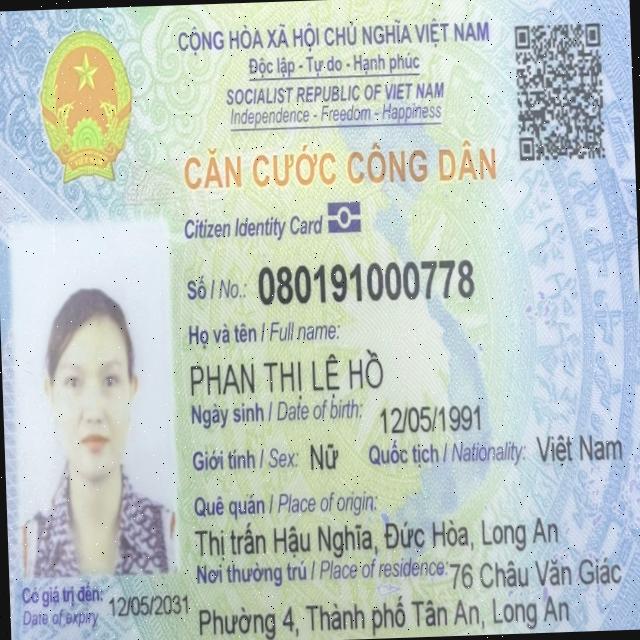 CỘNG HÒA XÃ HỘI CHỦ NGHĨA VIỆT NAM
Độc lập - Tự do - Hạnh phúc
SOCIALIST REPUBLIC OF VIET NAM
Independence - Freedom - Happiness
CĂN CƯỚC CÔNG DÂN
Citizen Identity Card
Số / No.: 080191000778
Họ và tên / Full name:
PHAN THỊ LỆ HỒ
Ngày sinh / Date of birth: 12/05/1991
Giới tính / Sex: Nữ Quốc tịch / Nationality: Việt Nam
Quê quán / Place of origin:
Thị trấn Hậu Nghĩa, Đức Hòa, Long An
Nơi thường trú / Place of residence: 76 Châu Văn Giác
Phường 4, Thành phố Tân An, Long An
Có giá trị đến: 12/05/2031
Date of expiry